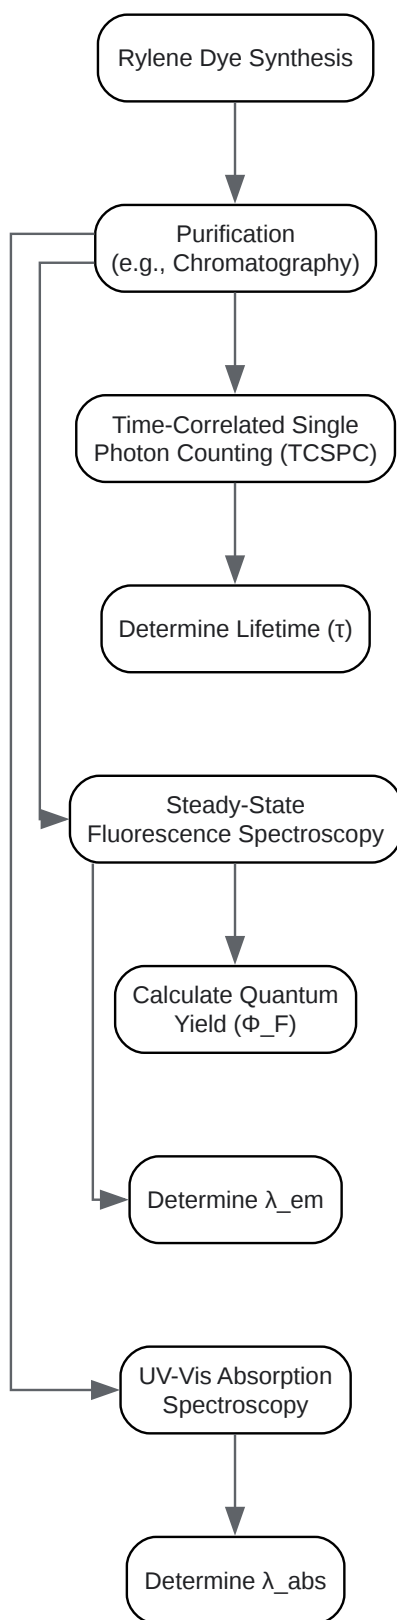 Rylene Dye Synthesis
Purification
(e.g., Chromatography)
Time-Correlated Single
Photon Counting (TCSPC)
Determine Lifetime (τ)
Steady-State
Fluorescence Spectroscopy
Calculate Quantum
Yield (Φ_F)
Determine λ_em
UV-Vis Absorption
Spectroscopy
Determine λ_abs